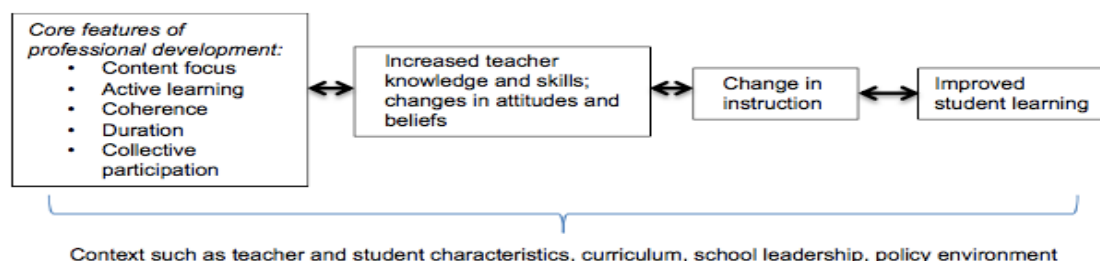 Core features of
professional development:
• Content focus
• Active learning
• Coherence
• Duration
• Collective
participation
Increased teacher
knowledge and skills;
changes in attitudes and
beliefs
Change in
instruction
Improved
student learning
Context such as teacher and student characteristics, curriculum, school leadership, policy environment